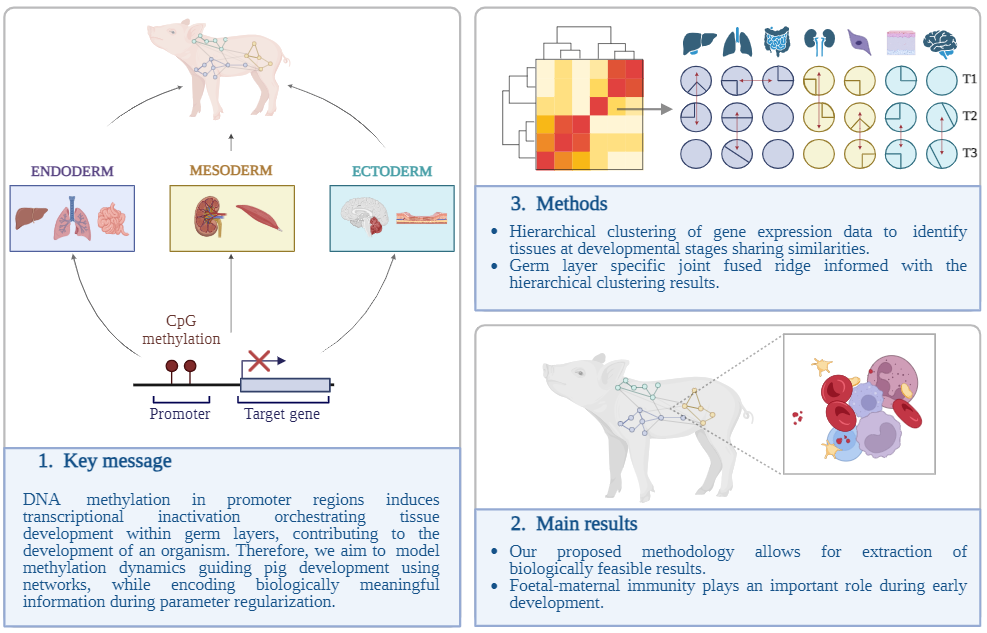 ENDODERM
MESODERM
ECTODERM
CpG
methylation
Promoter
Target gene
1. Key message
DNA methylation in promoter regions induces
transcriptional inactivation orchestrating tissue
development within germ layers, contributing to the
development of an organism. Therefore, we aim to model
methylation dynamics guiding pig development using
networks, while encoding biologically meaningful
information during parameter regularization.
T1
T2
T3
3. Methods
• Hierarchical clustering of gene expression data to identify
tissues at developmental stages sharing similarities.
• Germ layer specific joint fused ridge informed with the
hierarchical clustering results.
2. Main results
• Our proposed methodology allows for extraction of
biologically feasible results.
• Foetal-maternal immunity plays an important role during early
development.